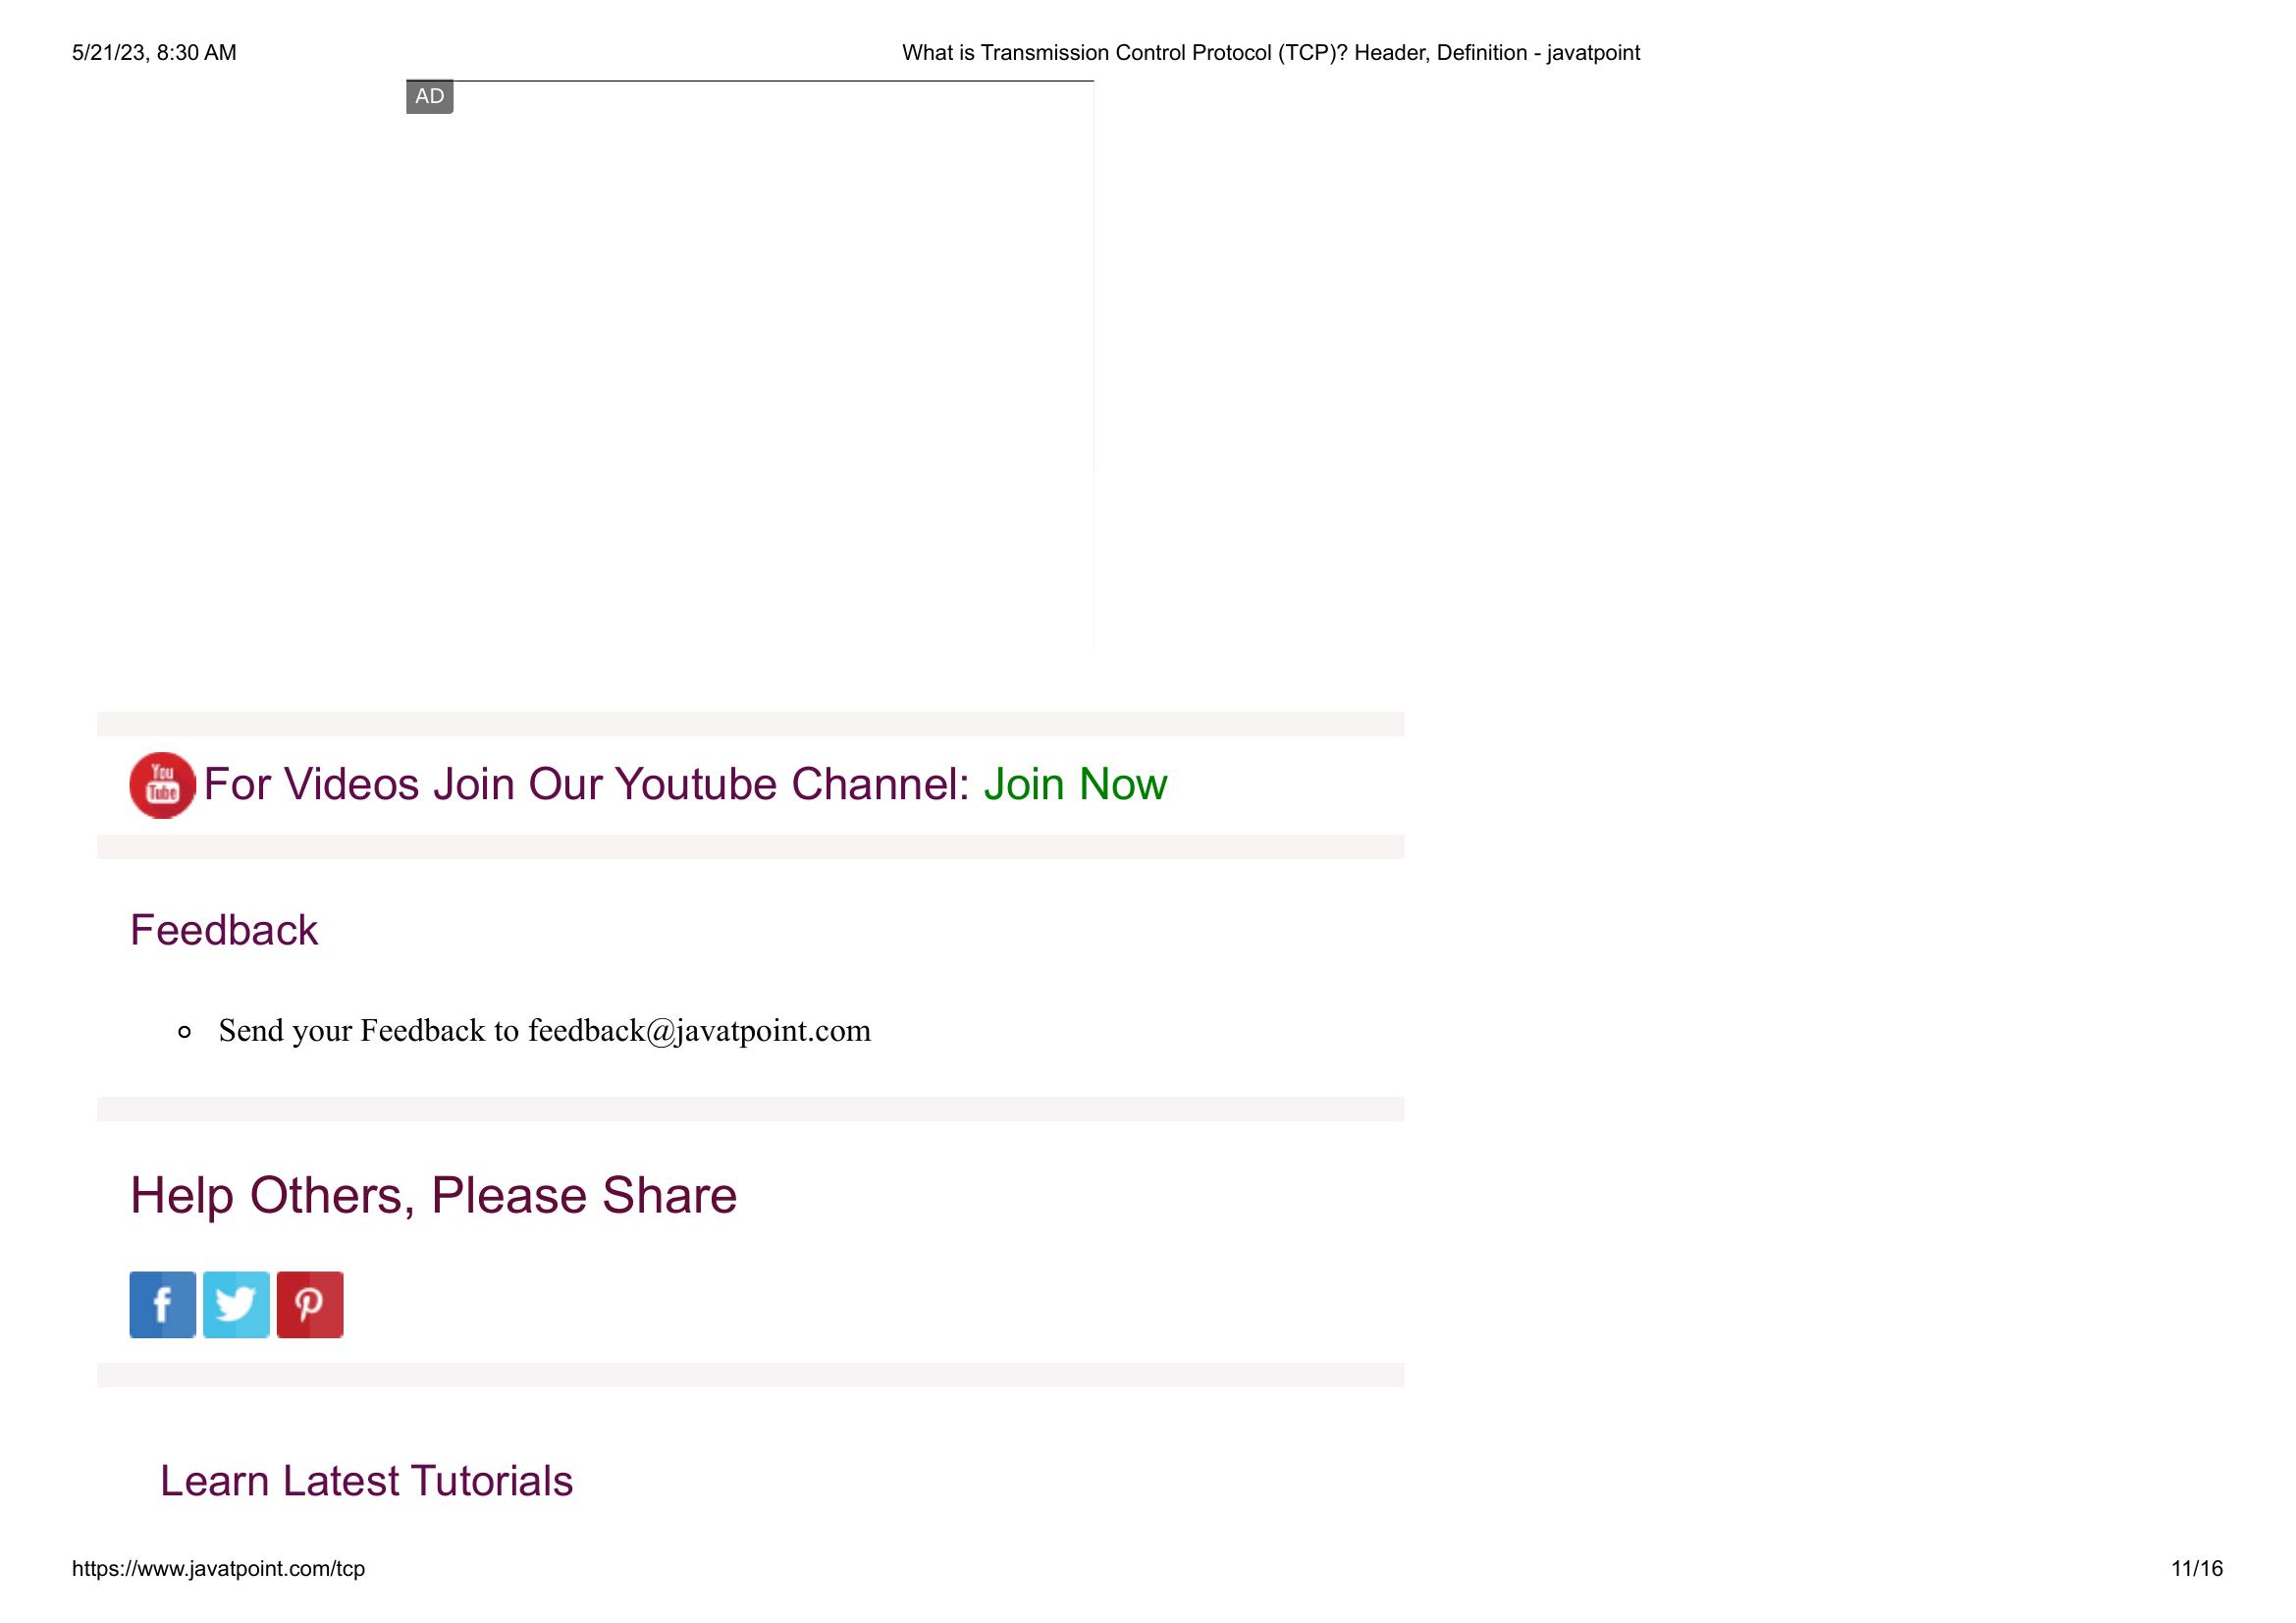 5/21/23, 8:30 AM
What is Transmission Control Protocol (TCP)? Header, Definition - javatpoint
AD
You
Tube
For Videos Join Our Youtube Channel: Join Now
Feedback
Send your Feedback to feedback@javatpoint.com
Help Others, Please Share
Learn Latest Tutorials
https://www.javatpoint.com/tcp
11/16